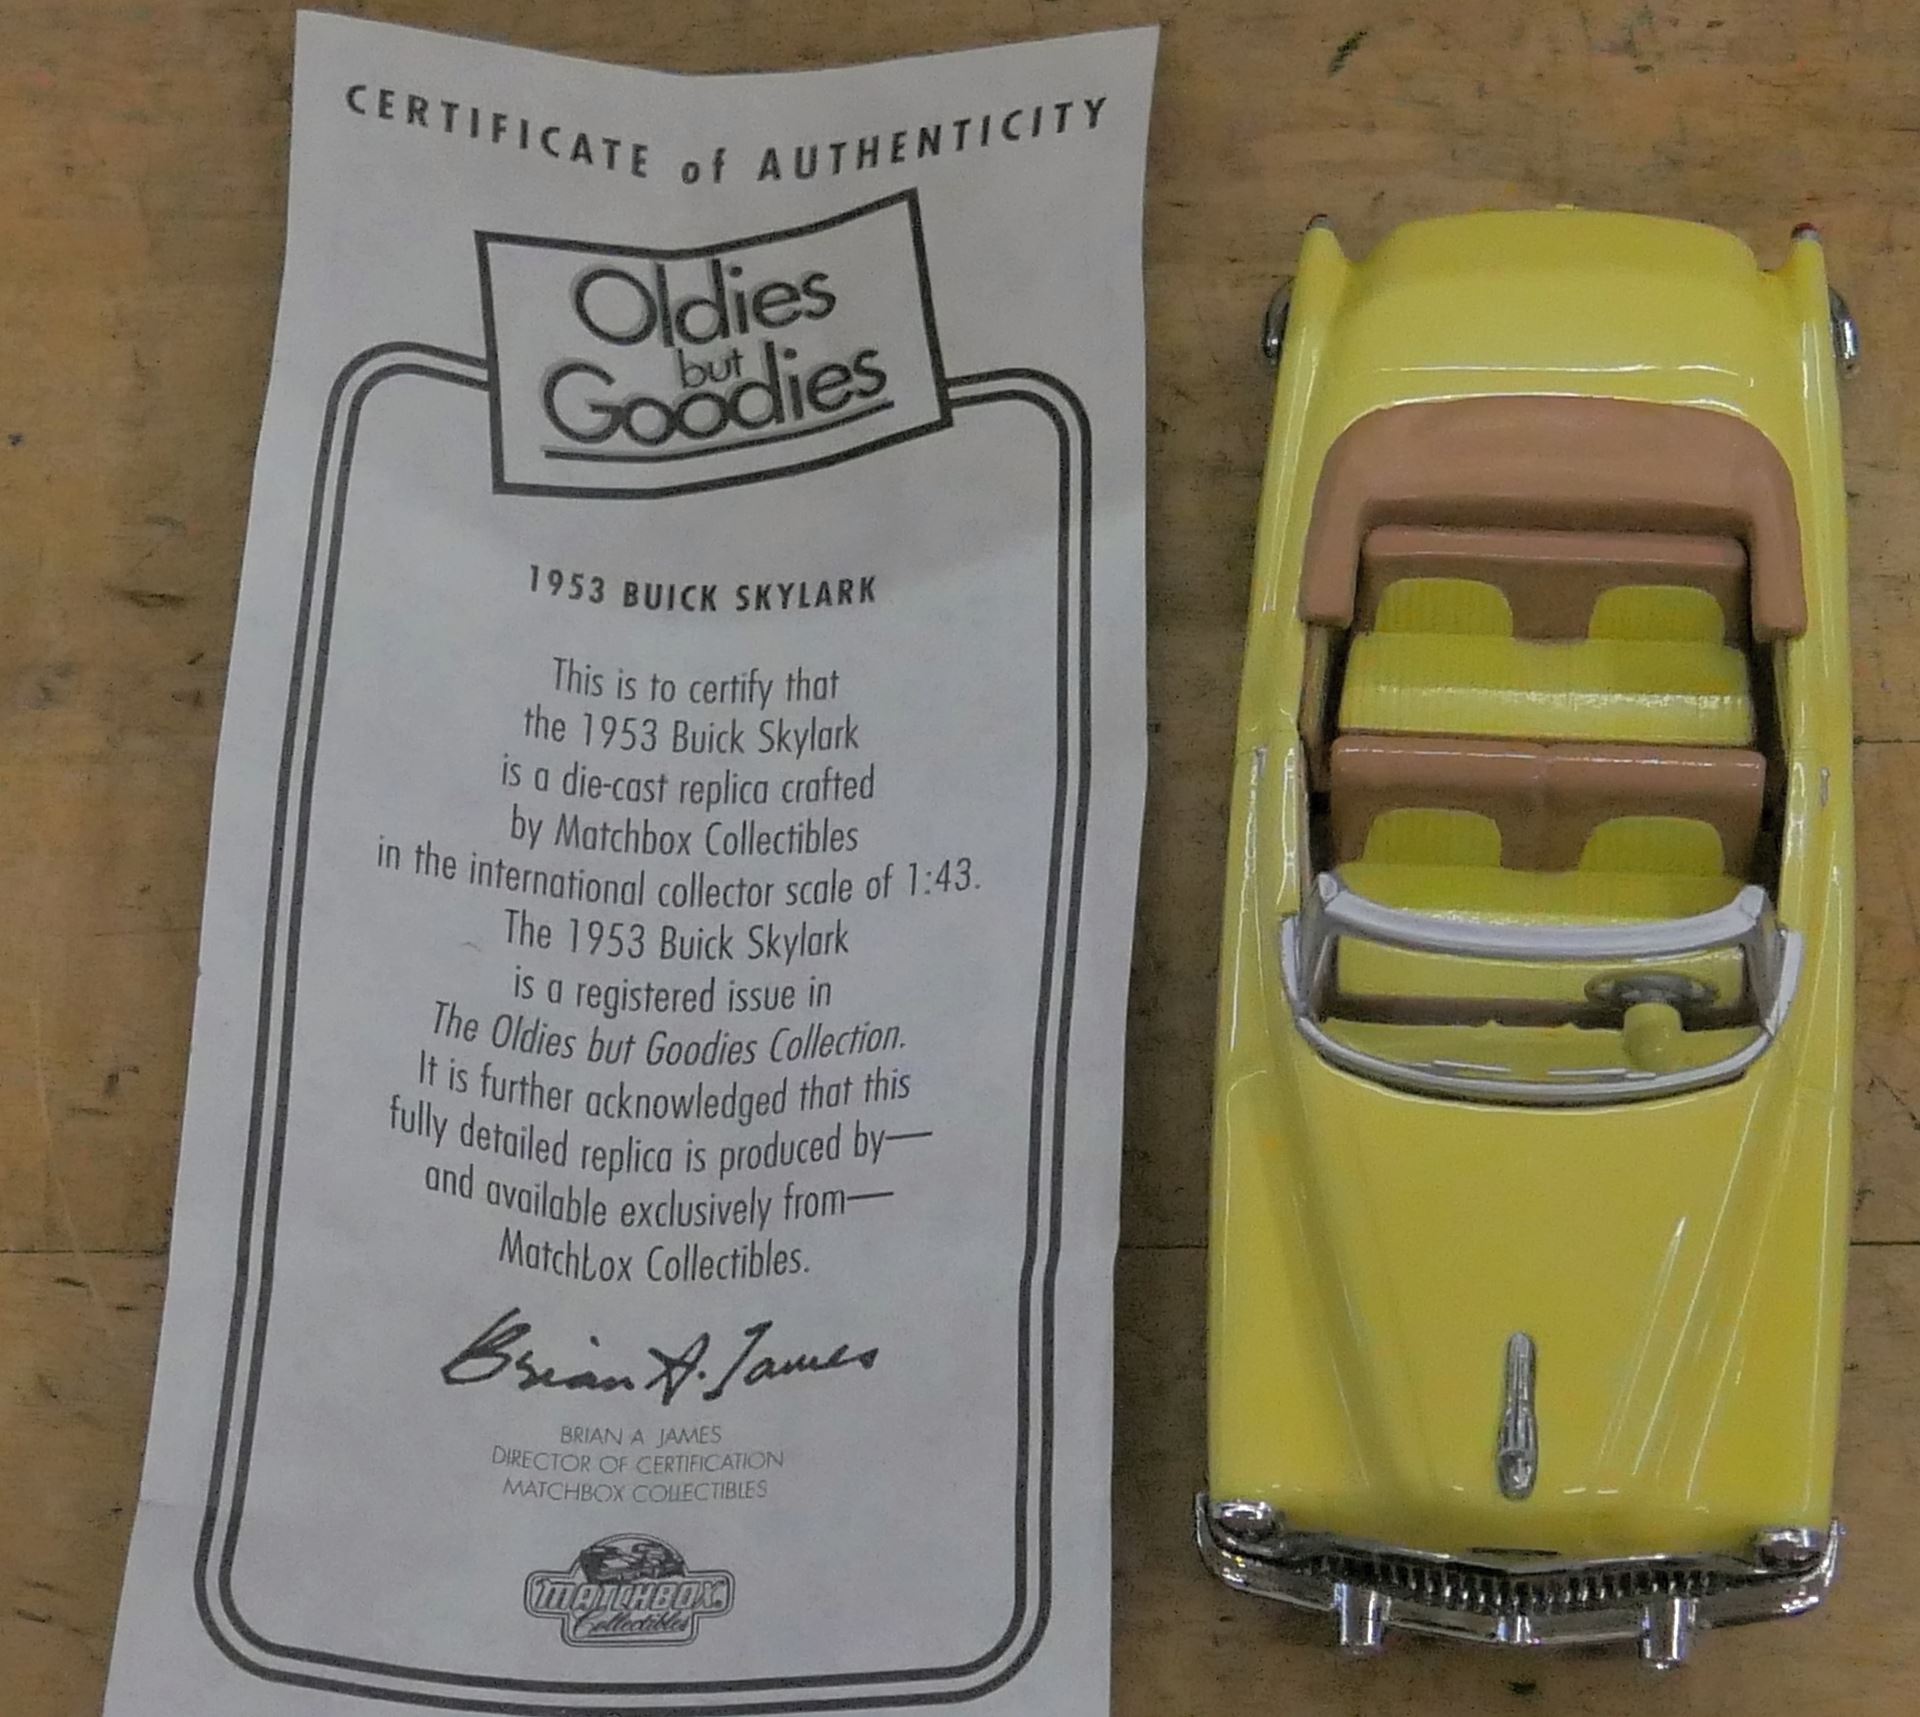 CERTIFICATE of AUTHENTICITY
Oldies
but
Goodies
1953 BUICK SKYLARK
This is to certify that
the 1953 Buick Skylark
is a die-cast replica crafted
by Matchbox Collectibles
in the international collector scale of 1:43.
The 1953 Buick Skylark
is a registered issue in
The Oldies but Goodies Collection.
It is further acknowledged that this
fully detailed replica is produced by—
and available exclusively from—
Matchbox Collectibles.
Brian A. James
BRIAN A JAMES
DIRECTOR OF CERTIFICATION
MATCHBOX COLLECTIBLES
MATCHBOX
Collectibles